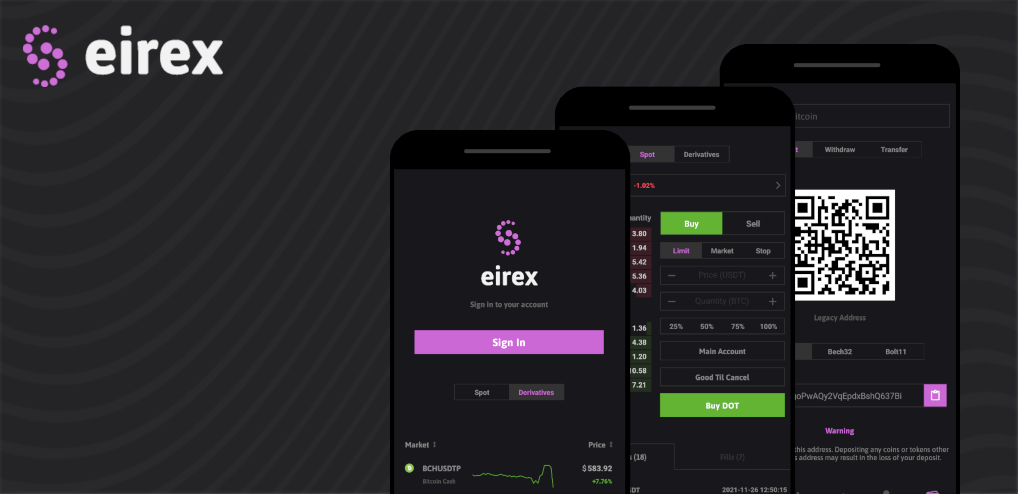 eirex
eirex
Sign in to your account
Sign In
Spot Derivatives
Market Price
BCHUSDTP $583.92
Bitcoin Cash +7.76%
Spot Derivatives
-1.02%
antity
3.80
1.94
5.42
5.36
4.03
1.36
4.38
1.20
10.58
7.21
Buy Sell
Limit Market Stop
− Price (USDT) +
− Quantity (BTC) +
25% 50% 75% 100%
Main Account
Good Til Cancel
Buy DOT
s (18) Fills (7)
DT 2021-11-26 12:50:15
itcoin
t Withdraw Transfer
Legacy Address
Bech32 Bolt11
goPwAQy2VqEpdxBshQ637Bi
Warning
this address. Depositing any coins or tokens other
s address may result in the loss of your deposit.